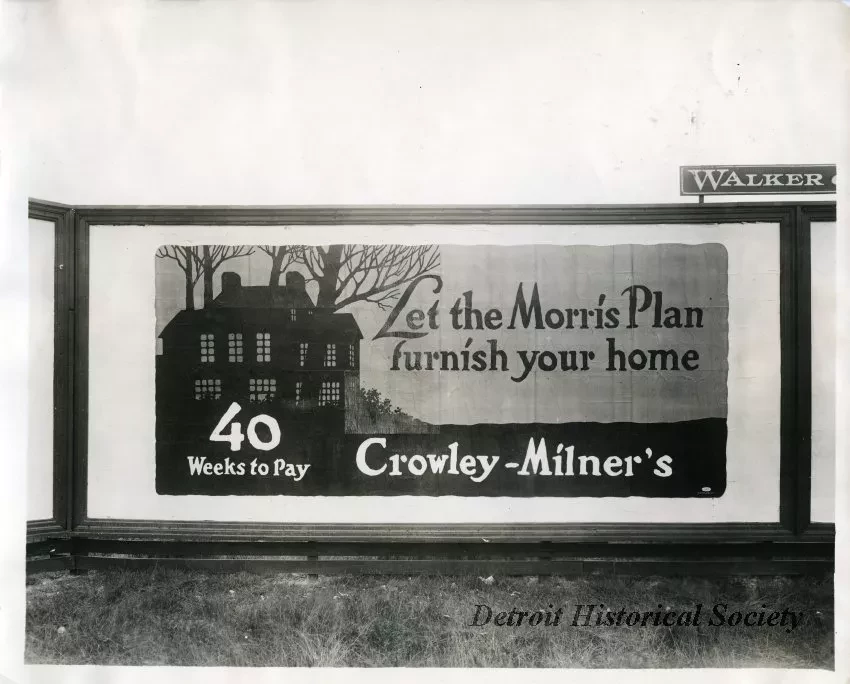 WALKER
Let the Morris Plan
furnish your home
40
Weeks to Pay
Crowley-Milner's
Detroit Historical Society